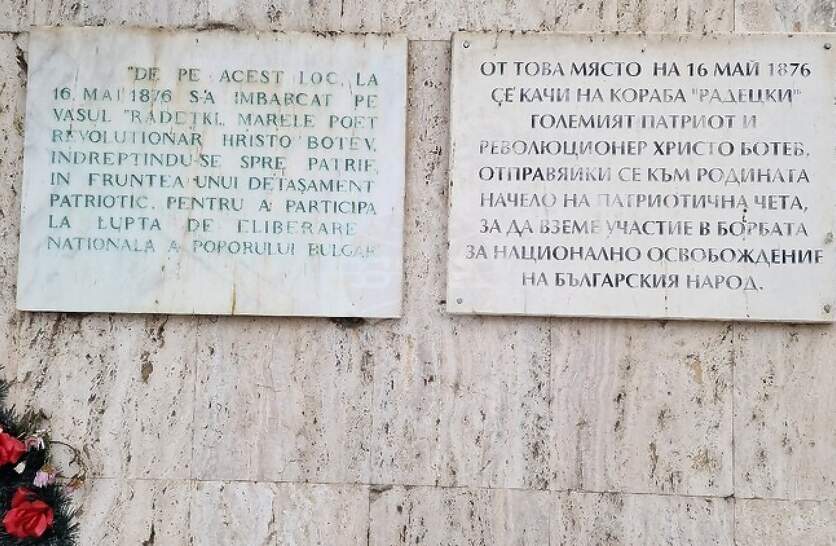 "DE PE ACEST LOC, LA
16. MAI 1876 S-A IMBARCAT PE
VASUL "RADETKI, MARELE POET
REVOLUTIONAR HRISTO BOTEV,
INDREPTINDU-SE SPRE PATRIE,
IN FRUNTEA UNUI DETAȘAMENT
PATRIOTIC, PENTRU A PARTICIPA
LA LUPTA DE ELIBERARE
NATIONALA A POPORULUI BULGAR
ОТ ТОВА МЯСТО НА 16 МАЙ 1876
СЕ КАЧИ НА КОРАБА "РАДЕЦКИ"
ГОЛЕМИЯТ ПАТРИОТ И
РЕВОЛЮЦИОНЕР ХРИСТО БОТЕВ,
ОТПРАВЯЙКИ СЕ КЪМ РОДИНАТА
НАЧЕЛО НА ПАТРИОТИЧНА ЧЕТА,
ЗА ДА ВЗЕМЕ УЧАСТИЕ В БОРБАТА
ЗА НАЦИОНАЛНО ОСВОБОЖДЕНИЕ
НА БЪЛГАРСКИЯ НАРОД.